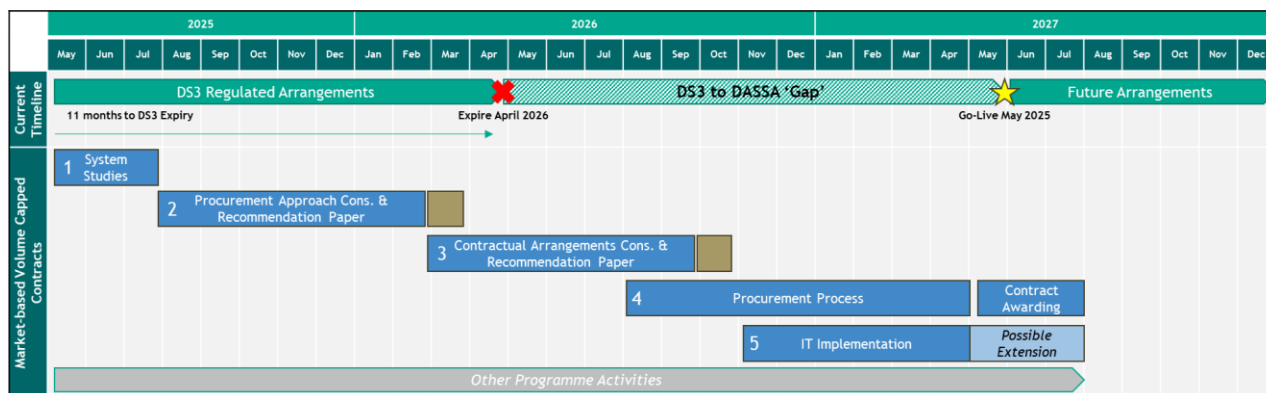 2025 2026 2027
May Jun Jul Aug Sep Oct Nov Dec Jan Feb Mar Apr May Jun Jul Aug Sep Oct Nov Dec Jan Feb Mar Apr May Jun Jul Aug Sep Oct Nov Dec
Current
Timeline
DS3 Regulated Arrangements
DS3 to DASSA ‘Gap’
Future Arrangements
11 months to DS3 Expiry
Expire April 2026
Go-Live May 2025
Market-based Volume Capped
Contracts
1 System
Studies
2 Procurement Approach Cons. &
Recommendation Paper
3 Contractual Arrangements Cons. &
Recommendation Paper
4 Procurement Process
Contract
Awarding
5 IT Implementation
Possible
Extension
Other Programme Activities